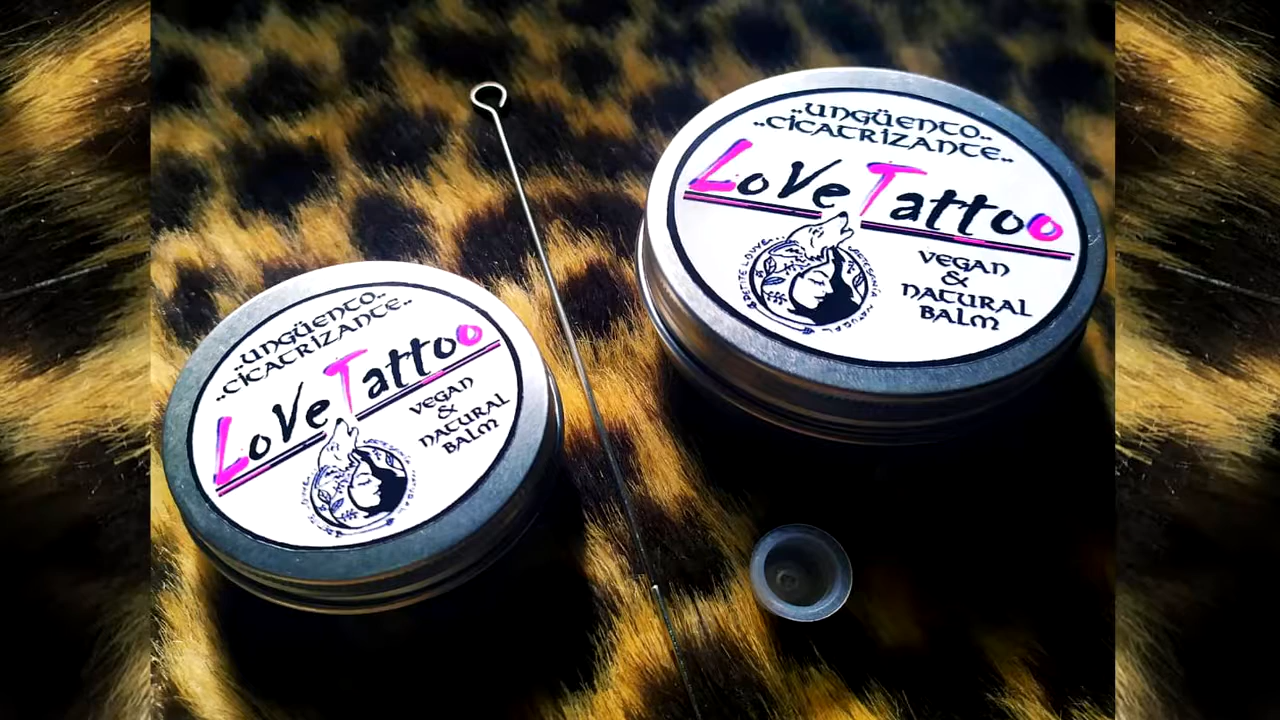 ..UNGÜENTO..
..CICATRIZANTE..
LoVe Tattoo
VEGAN
&
NATURAL
BALM
..UNGÜENTO..
..CICATRIZANTE..
LoVe Tattoo
VEGAN
&
NATURAL
BALM